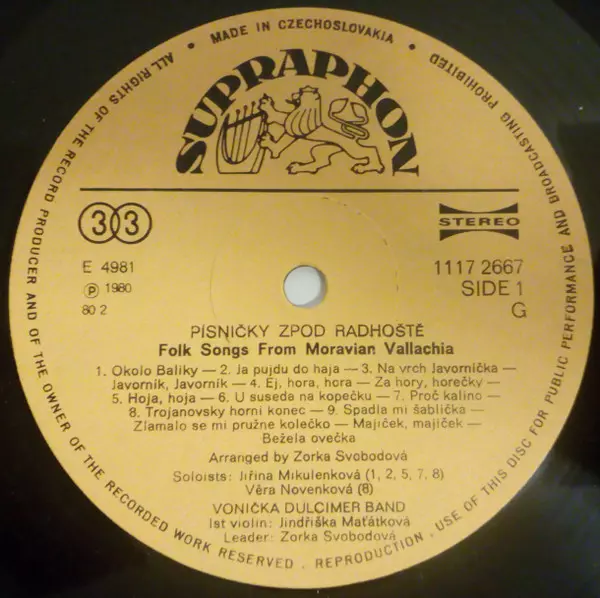 ALL RIGHTS OF THE RECORD PRODUCER AND OF THE OWNER OF THE RECORDED WORK RESERVED. REPRODUCTION. USE OF THIS DISC FOR PUBLIC PERFORMANCE AND BROADCASTING PROHIBITED
• MADE IN CZECHOSLOVAKIA •
SUPRAPHON
33
STEREO
E 4981
1117 2667
Ⓟ 1980
SIDE 1
80 2
G
PÍSNIČKY ZPOD RADHOŠTĚ
Folk Songs From Moravian Vallachia
1. Okolo Baliky — 2. Ja pujdu do haja — 3. Na vrch Javorníčka —
Javorník, Javorník — 4. Ej, hora, hora — Za hory, horečky —
5. Hoja, hoja — 6. U suseda na kopečku — 7. Proč kalino —
8. Trojanovsky horni konec — 9. Spadla mi šablička —
Zlamalo se mi pružne kolečko — Majiček, majiček —
Bežela ovečka
Arranged by Zorka Svobodová
Soloists: Jiřina Mikulenková (1, 2, 5, 7, 8)
Věra Novenková (8)
VONIČKA DULCIMER BAND
Ist violin: Jindřiška Maťátková
Leader: Zorka Svobodová